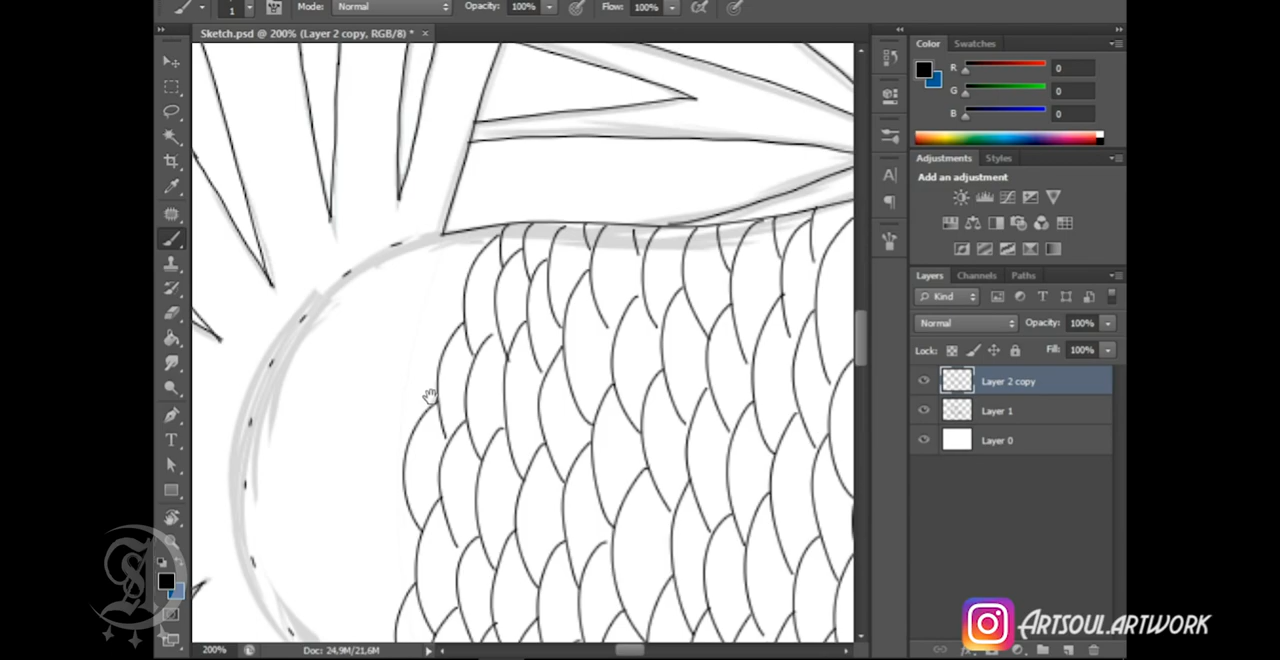 1 Mode: Normal Opacity: 100% Flow: 100%
Sketch.psd @ 200% (Layer 2 copy, RGB/8) * ×
Color Swatches
R 0
G 0
B 0
Adjustments Styles
Add an adjustment
Layers Channels Paths
Kind
Normal Opacity: 100%
Lock: Fill: 100%
Layer 2 copy
Layer 1
Layer 0
200% Doc: 24,9M/21,6M
Artsoul.artwork